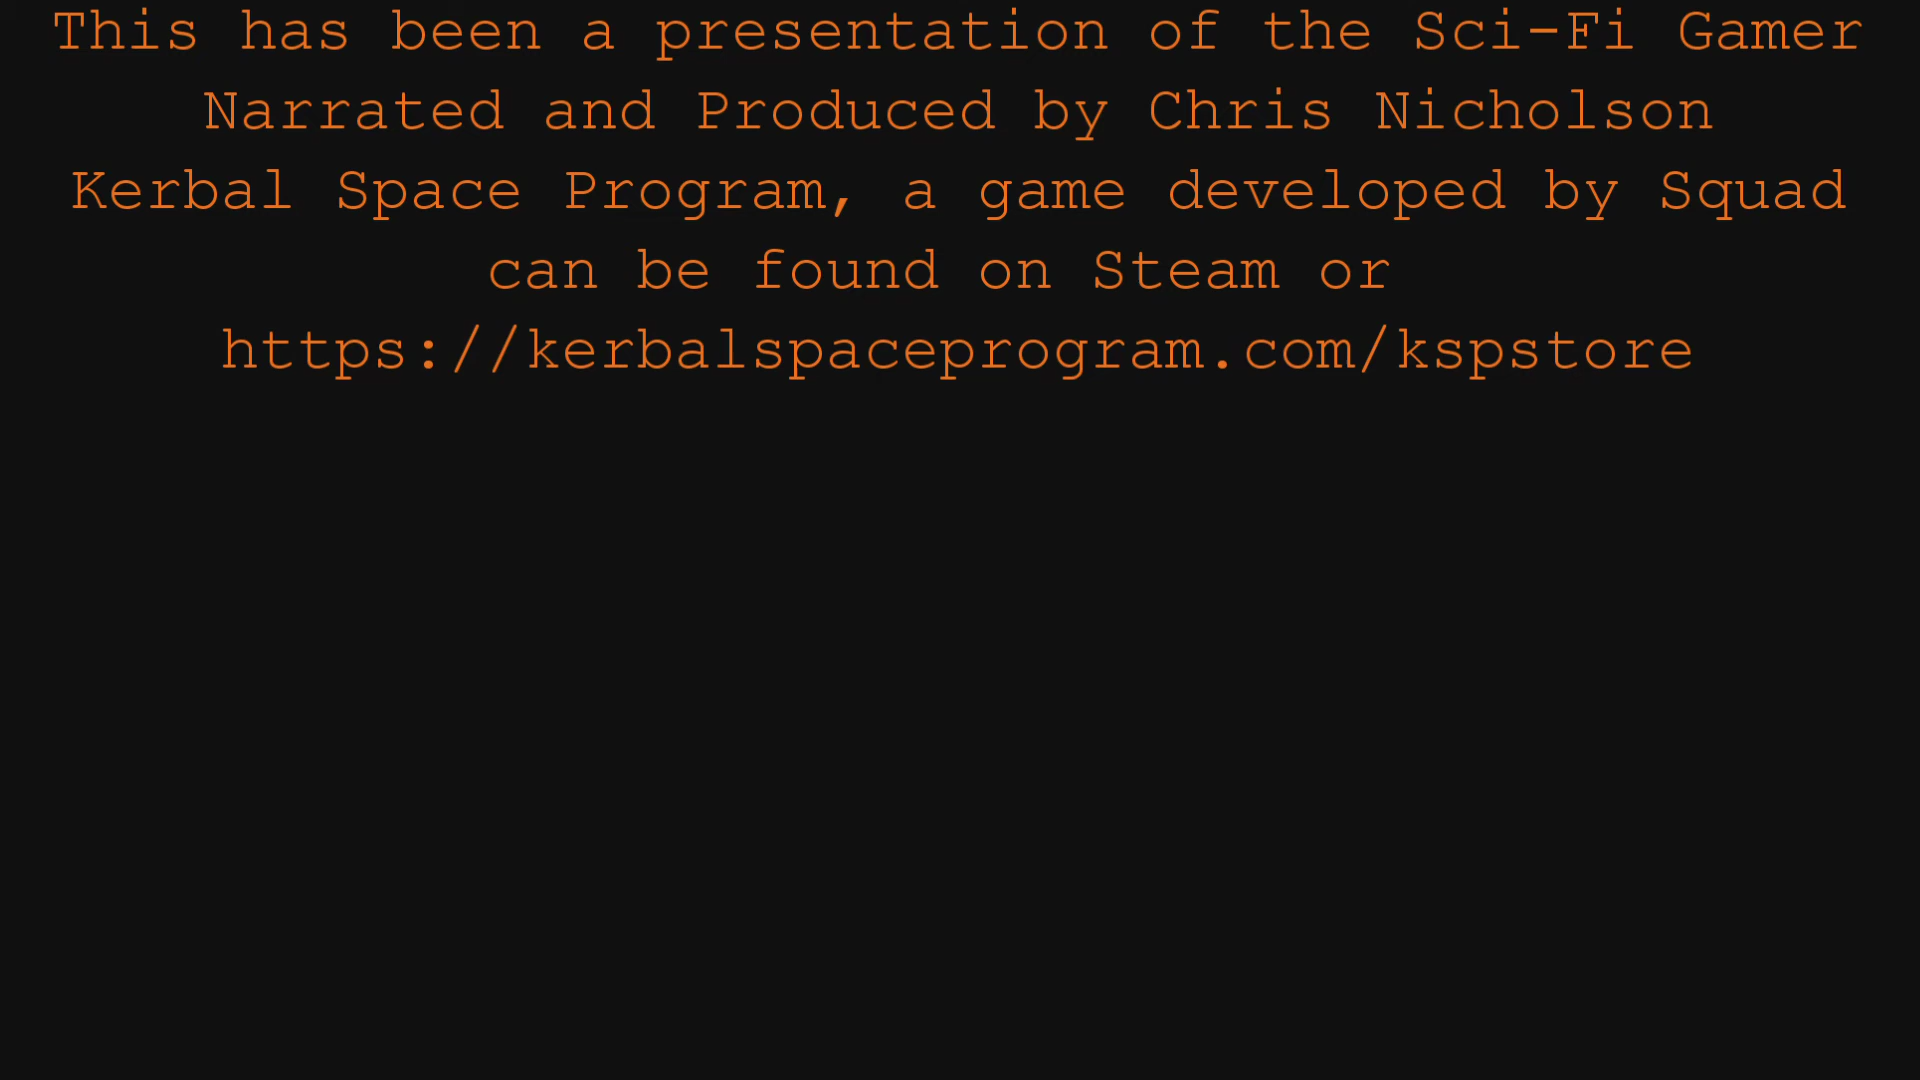 This has been a presentation of the Sci-Fi Gamer
Narrated and Produced by Chris Nicholson
Kerbal Space Program, a game developed by Squad
can be found on Steam or
https://kerbalspaceprogram.com/kspstore